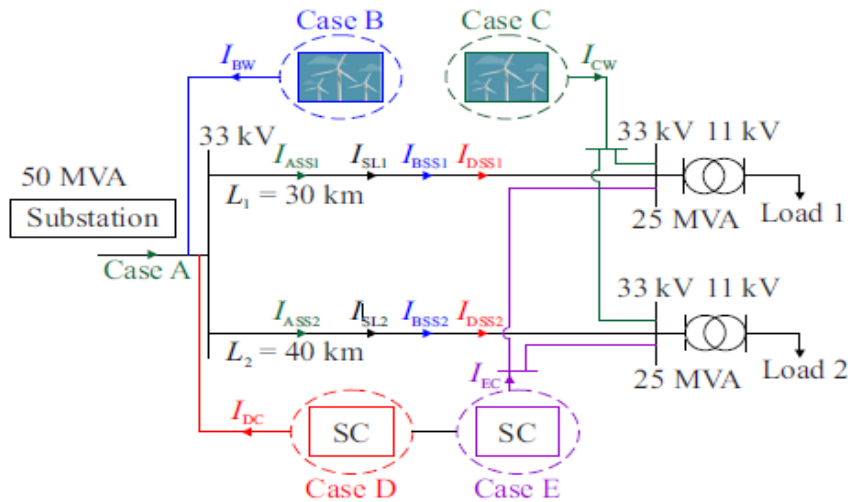 Case B
Case C
I_BW
I_CW
33 kV
33 kV 11 kV
I_ASS1 I_SL1 I_BSS1 I_DSS1
50 MVA
Substation
L_1 = 30 km
25 MVA
Load 1
Case A
33 kV 11 kV
I_ASS2 I_SL2 I_BSS2 I_DSS2
L_2 = 40 km
25 MVA
Load 2
I_EC
I_DC
SC
SC
Case D
Case E